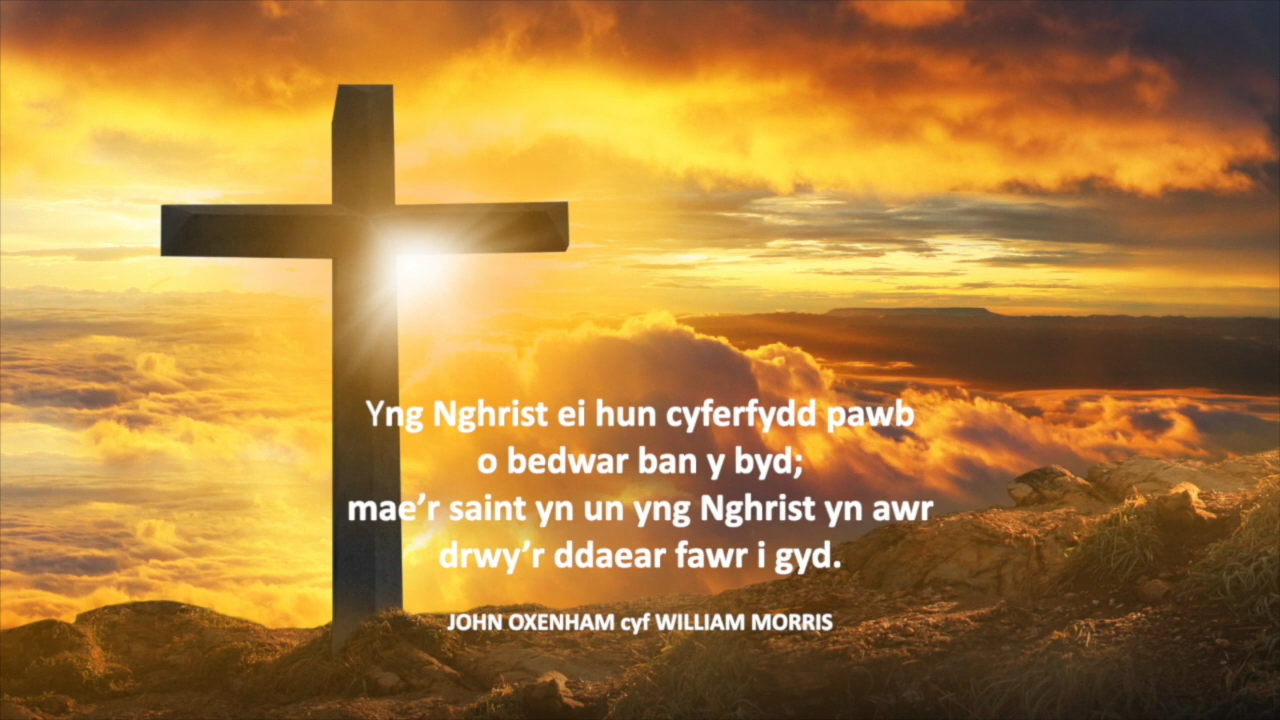 Yng Nghrist ei hun cyferfydd pawb
o bedwar ban y byd;
mae’r saint yn un yng Nghrist yn awr
drwy’r ddaear fawr i gyd.
JOHN OXENHAM cyf WILLIAM MORRIS